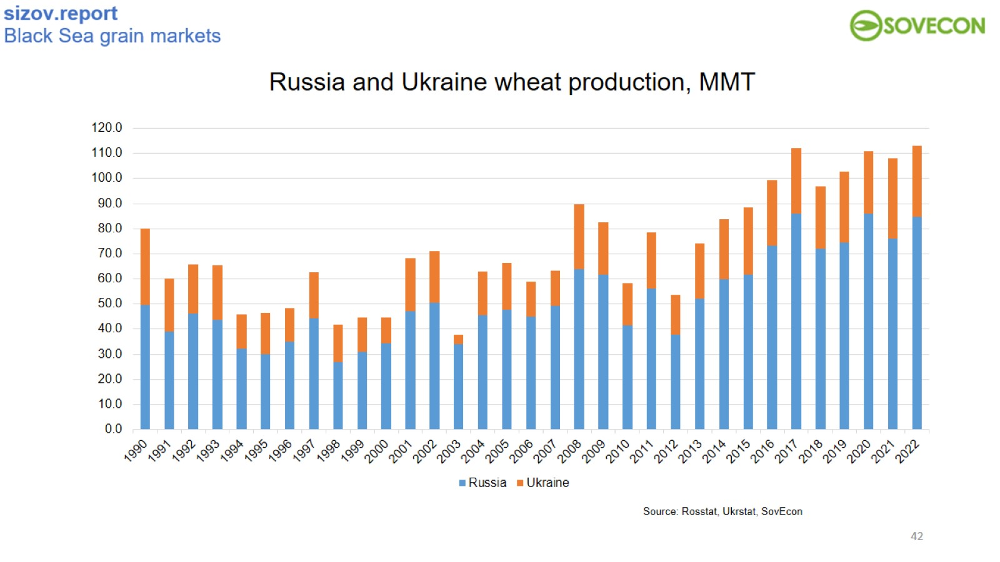 sizov.report
Black Sea grain markets
SOVECON
Russia and Ukraine wheat production, MMT
120.0
110.0
100.0
90.0
80.0
70.0
60.0
50.0
40.0
30.0
20.0
10.0
0.0
1990 1991 1992 1993 1994 1995 1996 1997 1998 1999 2000 2001 2002 2003 2004 2005 2006 2007 2008 2009 2010 2011 2012 2013 2014 2015 2016 2017 2018 2019 2020 2021 2022
Russia Ukraine
Source: Rosstat, Ukrstat, SovEcon
42